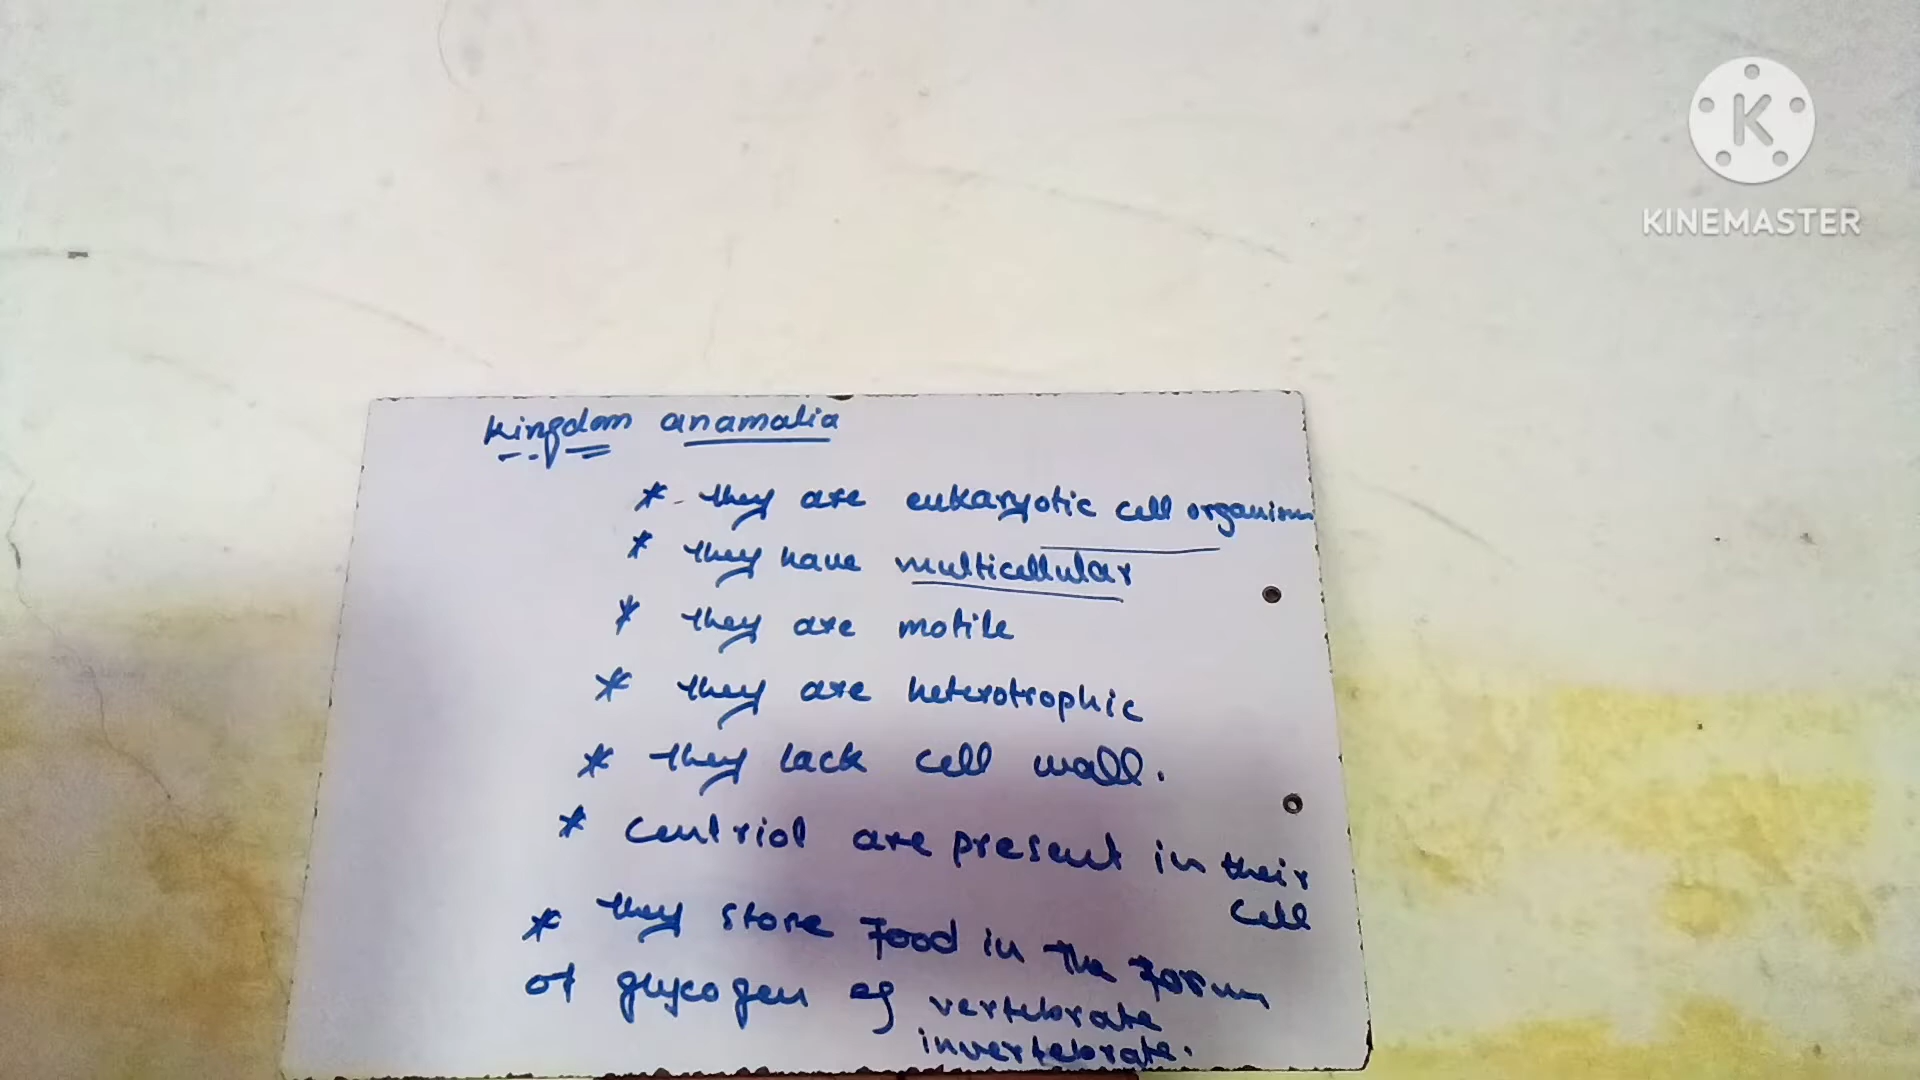 Kingdom anamalia
* they are eukaryotic cell organism
* they have multicellular
* they are motile
* they are heterotrophic
* they lack cell wall.
* centriol are present in their
cell
* they store food in the form
of glycogen eg vertebrate
invertebrate.
K
KINEMASTER